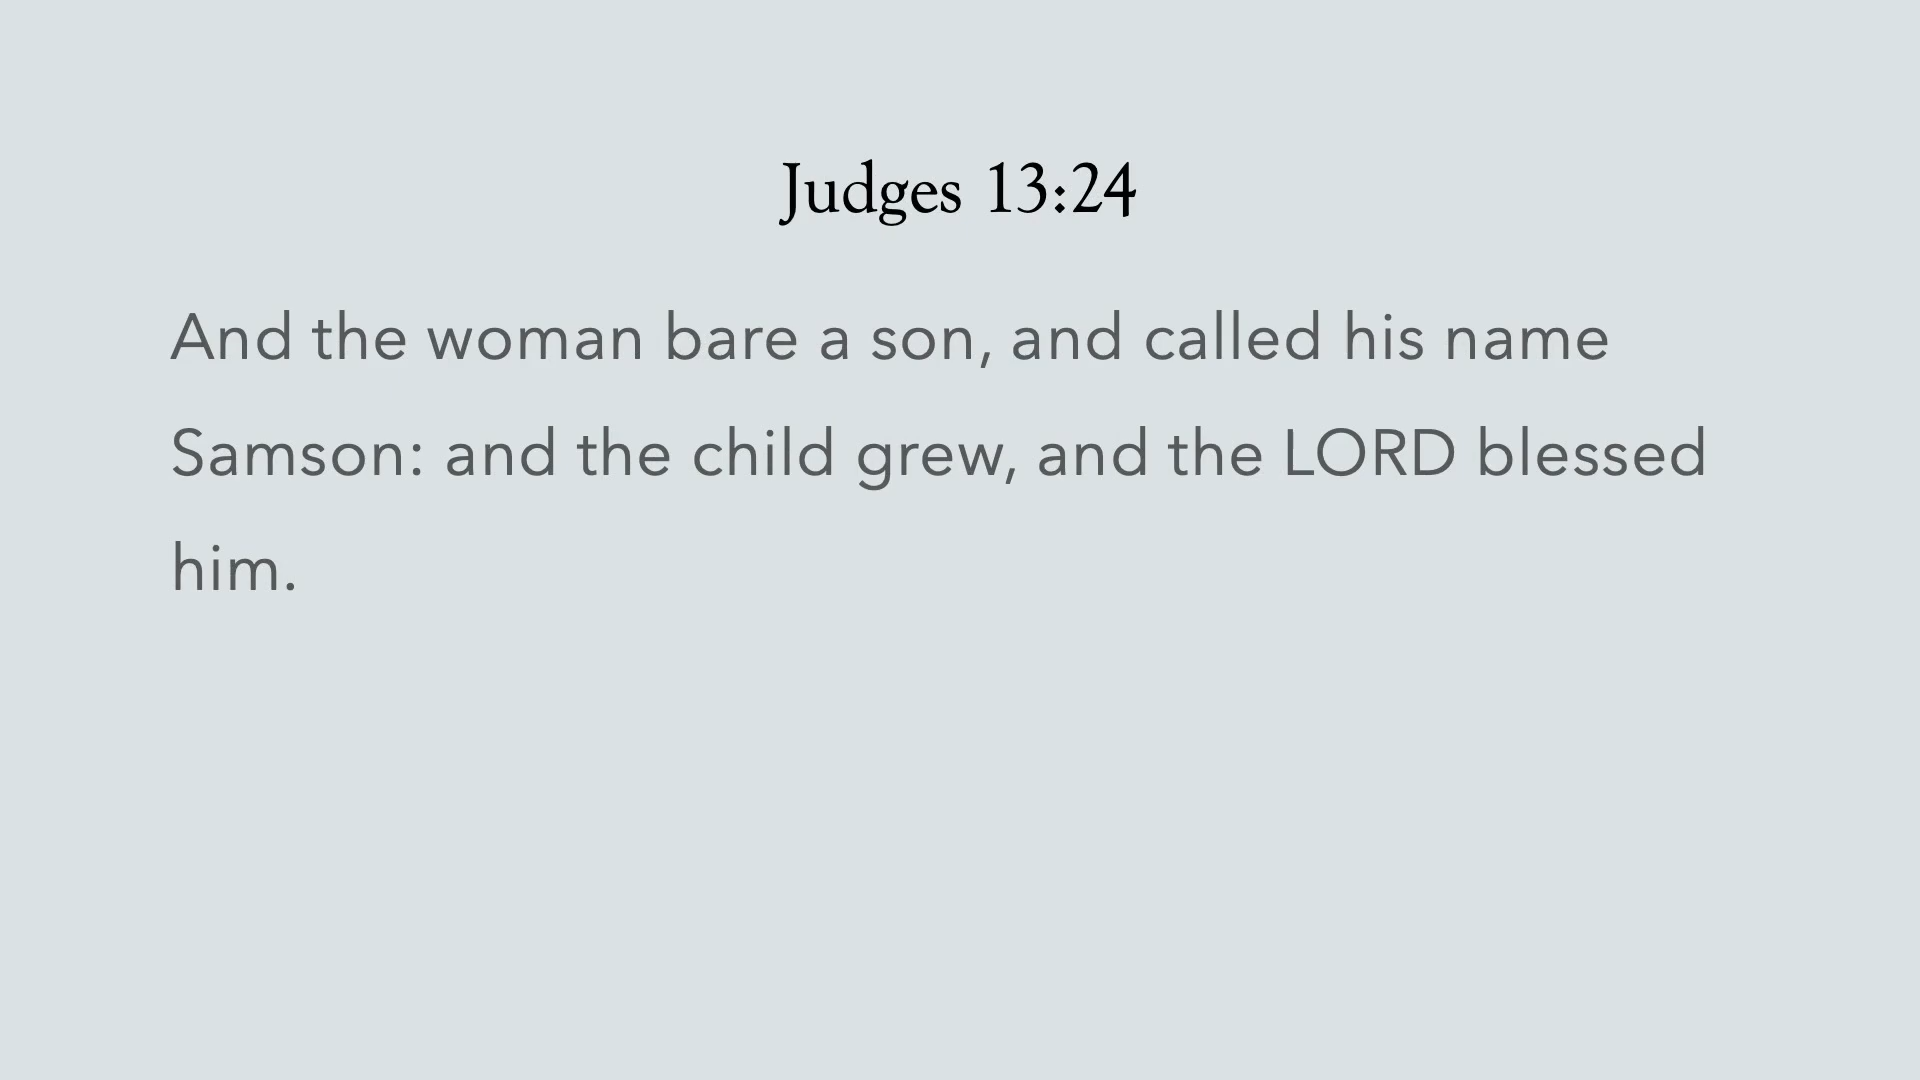 Judges 13:24
And the woman bare a son, and called his name
Samson: and the child grew, and the LORD blessed
him.